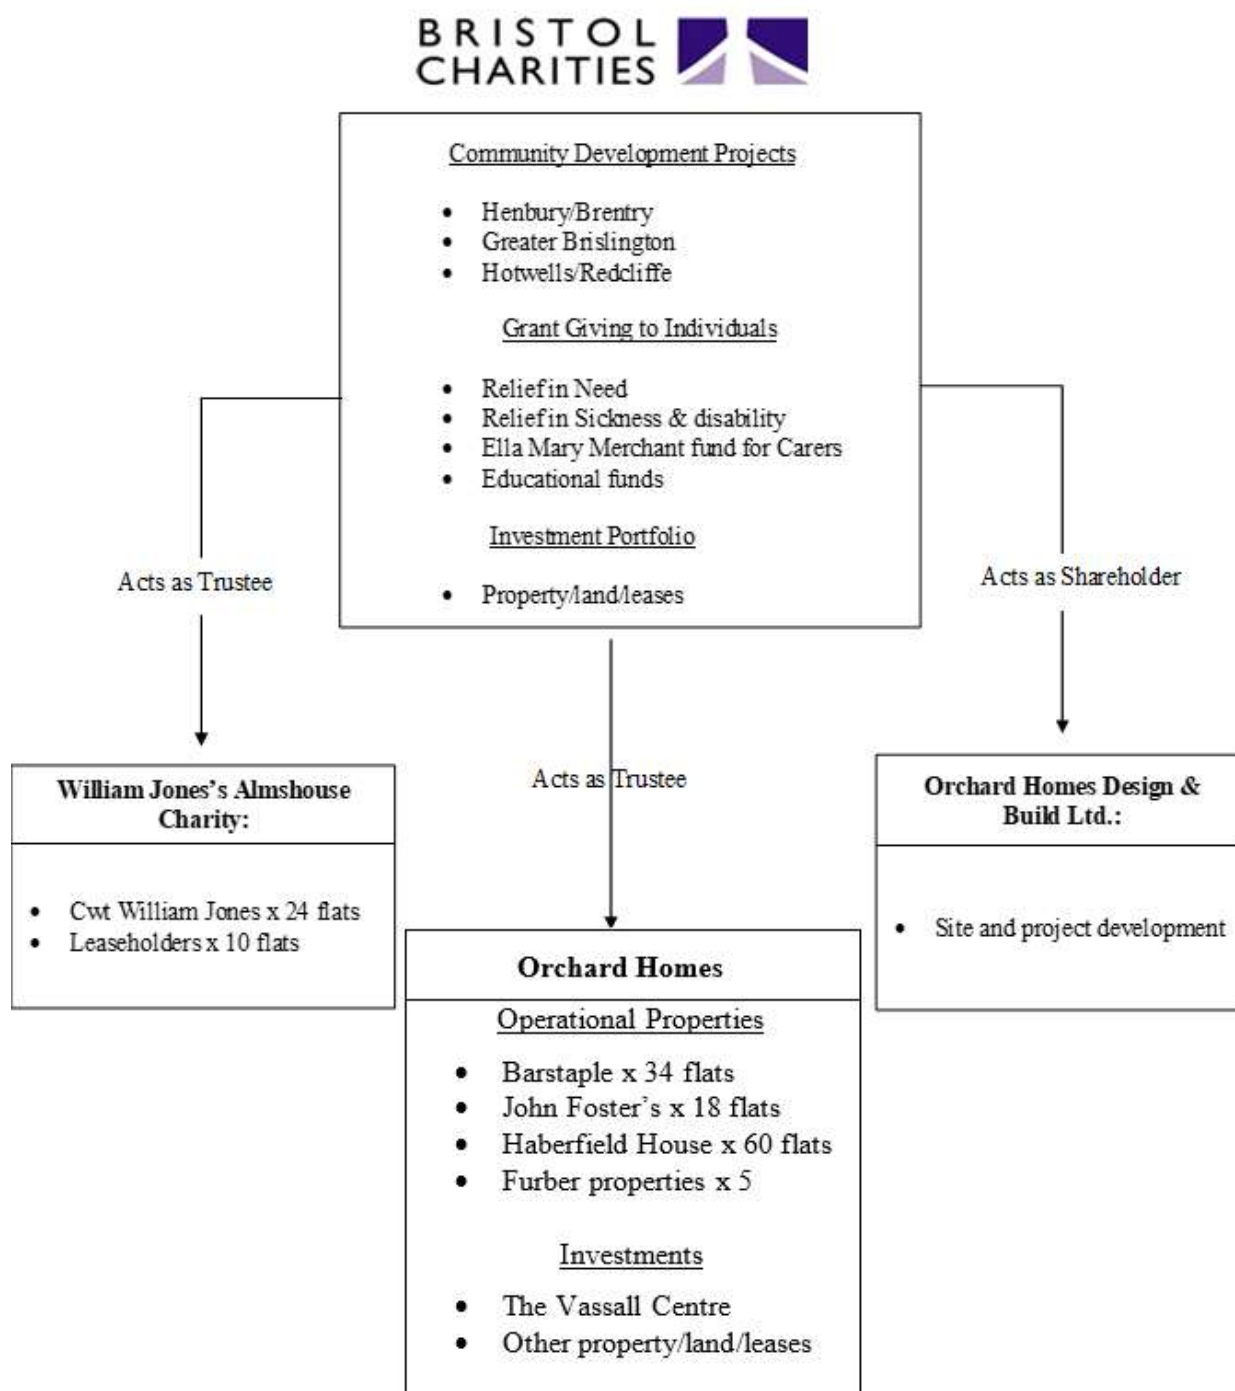 BRISTOL
CHARITIES
Community Development Projects
• Henbury/Brentry
• Greater Brislington
• Hotwells/Redcliffe
Grant Giving to Individuals
• Relief in Need
• Relief in Sickness & disability
• Ella Mary Merchant fund for Carers
• Educational funds
Investment Portfolio
• Property/land/leases
Acts as Trustee
Acts as Shareholder
Acts as Trustee
William Jones’s Almshouse
Charity:
• Cwt William Jones x 24 flats
• Leaseholders x 10 flats
Orchard Homes
Operational Properties
• Barstaple x 34 flats
• John Foster’s x 18 flats
• Haberfield House x 60 flats
• Furber properties x 5
Investments
• The Vassall Centre
• Other property/land/leases
Orchard Homes Design &
Build Ltd.:
• Site and project development